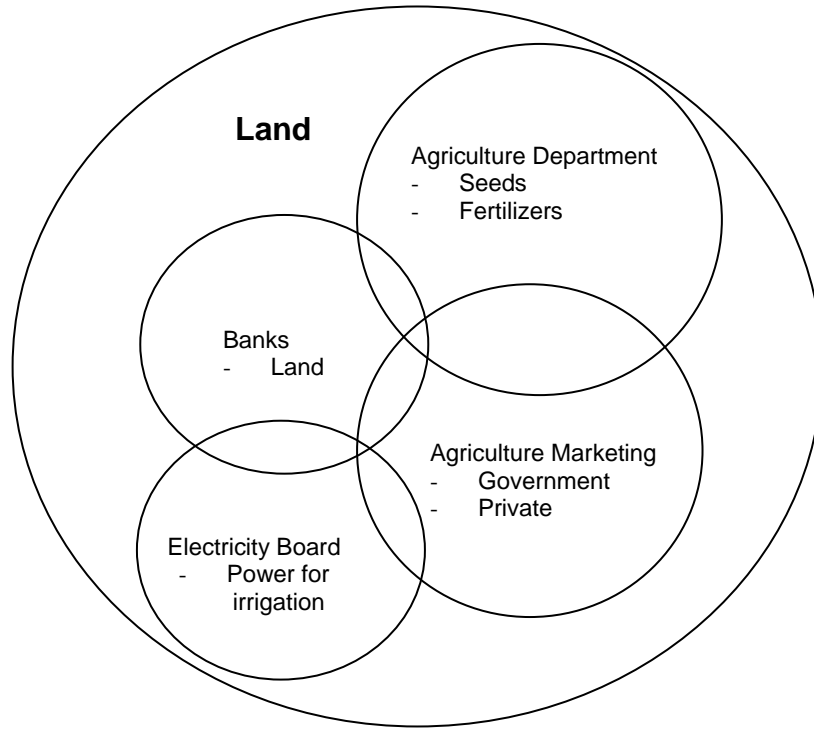 Land
Agriculture Department
- Seeds
- Fertilizers
Banks
- Land
Agriculture Marketing
- Government
- Private
Electricity Board
- Power for
irrigation